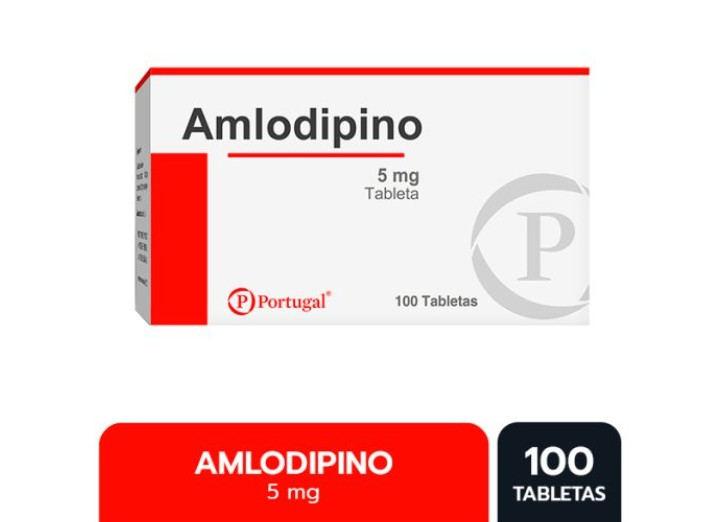 Amlodipino
5 mg
Tableta
P Portugal®
100 Tabletas
P
AMLODIPINO
5 mg
100
TABLETAS